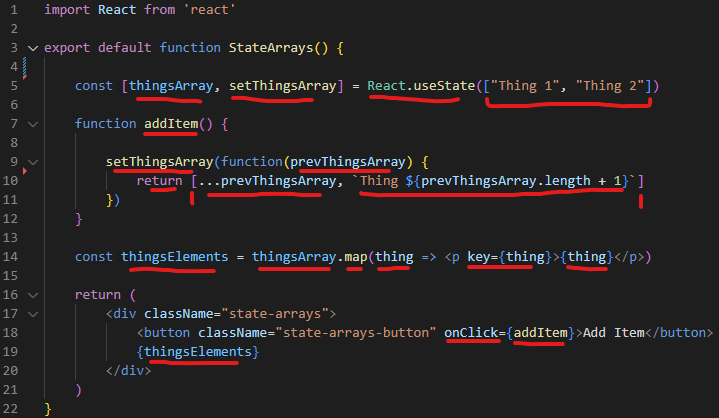 1 import React from 'react'
2
3 export default function StateArrays() {
4
5 const [thingsArray, setThingsArray] = React.useState(["Thing 1", "Thing 2"])
6
7 function addItem() {
8
9 setThingsArray(function(prevThingsArray) {
10 return [...prevThingsArray, `Thing ${prevThingsArray.length + 1}`]
11 })
12 }
13
14 const thingsElements = thingsArray.map(thing => <p key={thing}>{thing}</p>)
15
16 return (
17 <div className="state-arrays">
18 <button className="state-arrays-button" onClick={addItem}>Add Item</button>
19 {thingsElements}
20 </div>
21 )
22 }